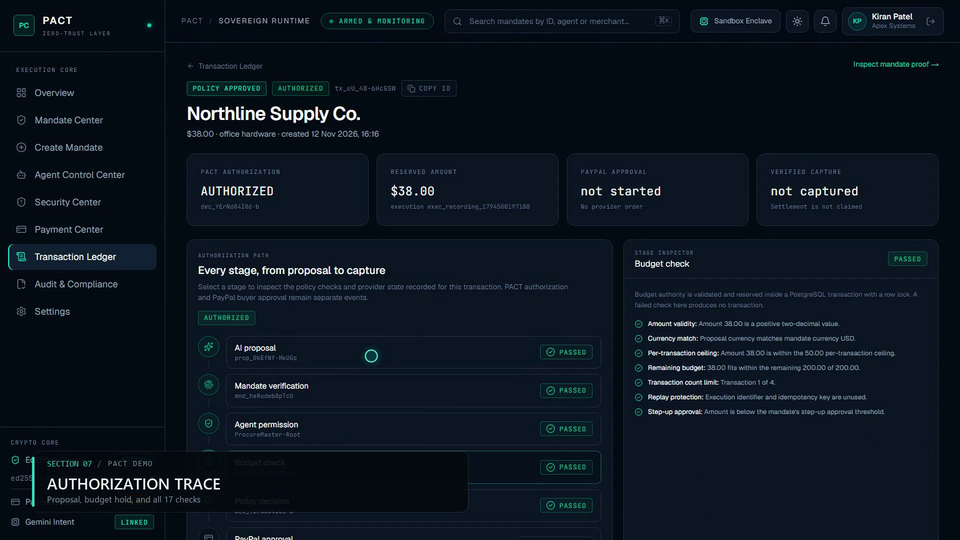 PC
PACT
ZERO-TRUST LAYER
PACT / SOVEREIGN RUNTIME
ARMED & MONITORING
Search mandates by ID, agent or merchant...
⌘K
Sandbox Enclave
KP
Kiran Patel
Apex Systems
EXECUTION CORE
Overview
Mandate Center
Create Mandate
Agent Control Center
Security Center
Payment Center
Transaction Ledger
Audit & Compliance
Settings
CRYPTO CORE
Gemini Intent
LINKED
← Transaction Ledger
Inspect mandate proof →
POLICY APPROVED
AUTHORIZED
COPY ID
Northline Supply Co.
$38.00 · office hardware · created 12 Nov 2026, 16:16
PACT AUTHORIZATION
AUTHORIZED
RESERVED AMOUNT
$38.00
execution exec_recording_1794500197180
PAYPAL APPROVAL
not started
No provider order
VERIFIED CAPTURE
not captured
Settlement is not claimed
AUTHORIZATION PATH
Every stage, from proposal to capture
Select a stage to inspect the policy checks and provider state recorded for this transaction. PACT authorization
and PayPal buyer approval remain separate events.
AUTHORIZED
AI proposal
PASSED
Mandate verification
PASSED
Agent permission
ProcureMaster-Root
PASSED
Budget check
PASSED
Policy decision
PASSED
PayPal approval
STAGE INSPECTOR
Budget check
PASSED
Budget authority is validated and reserved inside a PostgreSQL transaction with a row lock. A
failed check here produces no transaction.
Amount validity: Amount 38.00 is a positive two-decimal value.
Currency match: Proposal currency matches mandate currency USD.
Per-transaction ceiling: Amount 38.00 is within the 50.00 per-transaction ceiling.
Remaining budget: 38.00 fits within the remaining 200.00 of 200.00.
Transaction count limit: Transaction 1 of 4.
Replay protection: Execution identifier and idempotency key are unused.
Step-up approval: Amount is below the mandate's step-up approval threshold.
SECTION 07 / PACT DEMO
AUTHORIZATION TRACE
Proposal, budget hold, and all 17 checks